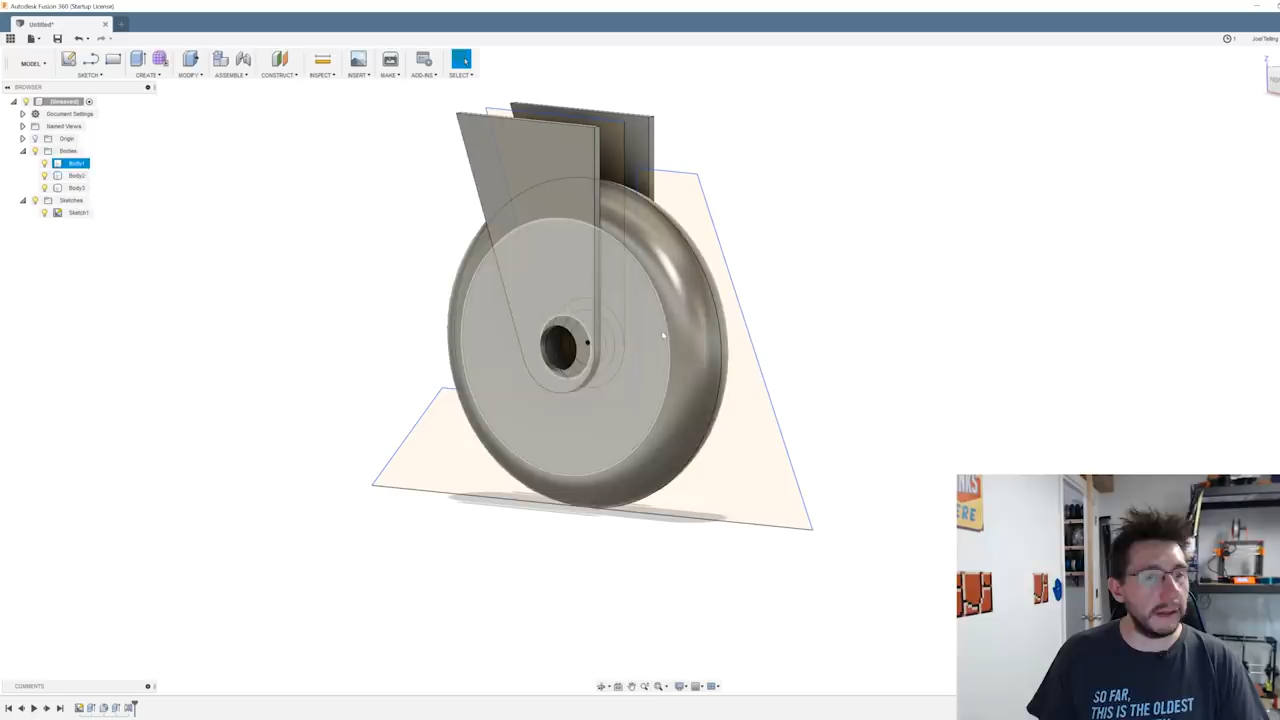 Autodesk Fusion 360 (Startup License)
Untitled*
1
MODEL
SKETCH
CREATE
MODIFY
ASSEMBLE
CONSTRUCT
INSPECT
INSERT
MAKE
ADD-INS
SELECT
BROWSER
(Unsaved)
Document Settings
Named Views
Origin
Bodies
Body1
Body2
Body3
Sketches
Sketch1
Z
ERE
SO FAR,
THIS IS THE OLDEST
COMMENTS